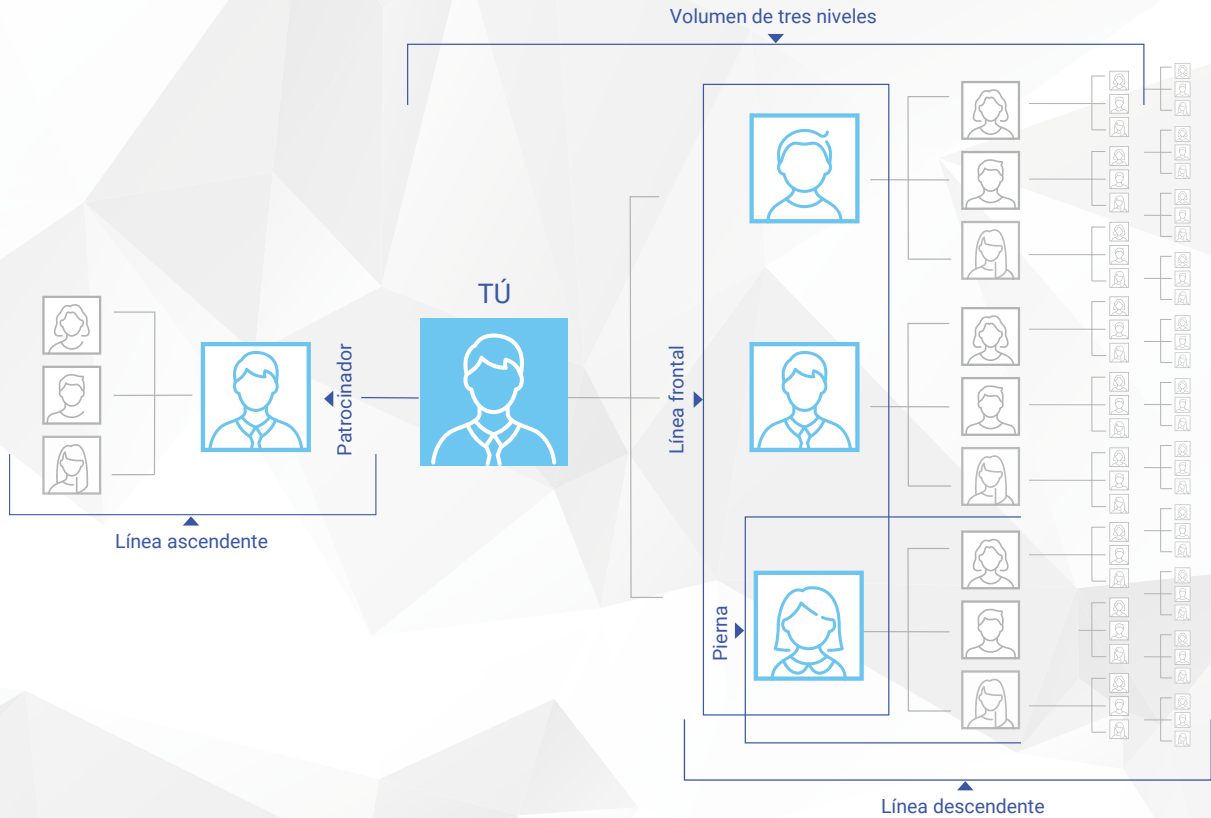 Volumen de tres niveles
TÚ
Patrocinador
Línea frontal
Línea ascendente
Pierna
Línea descendente